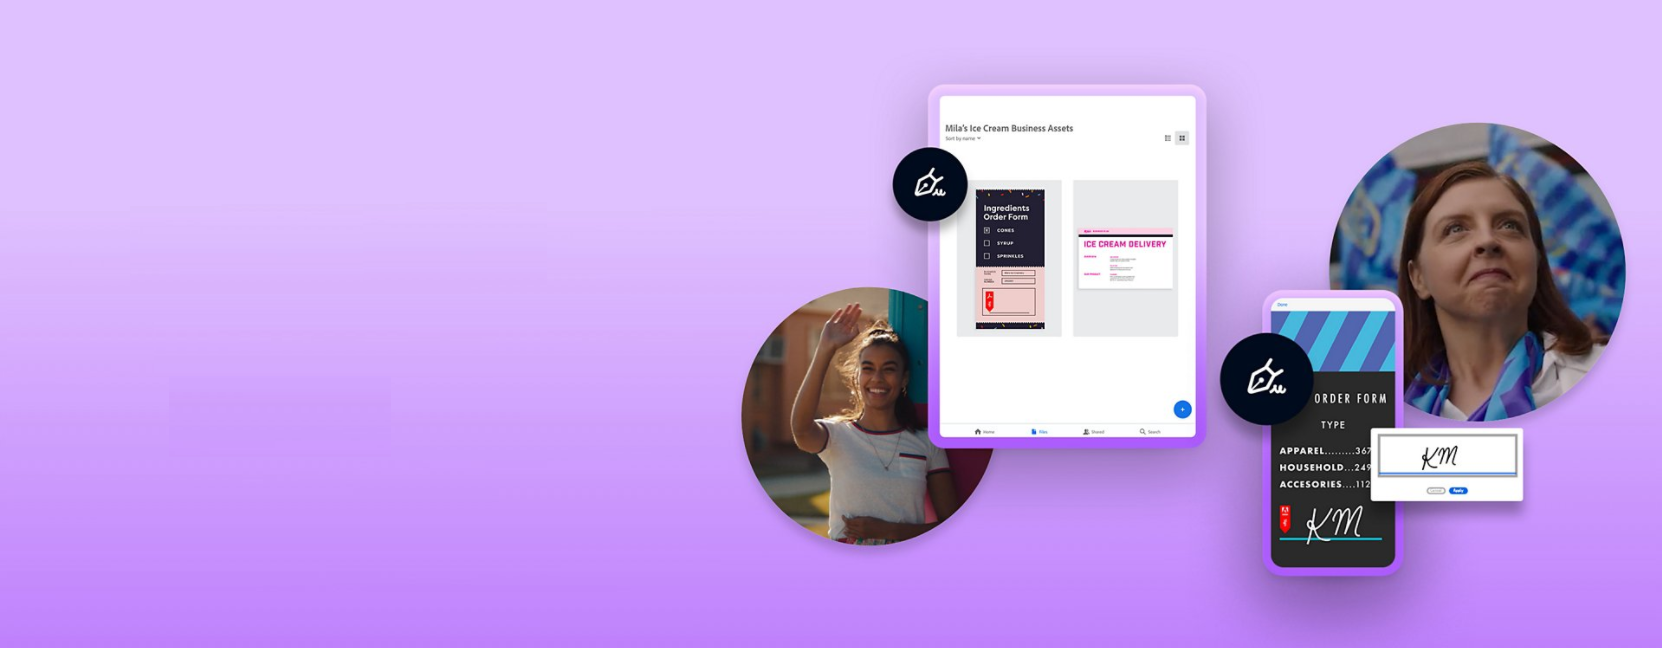 Mila's Ice Cream Business Assets
Sort by name
Ingredients
Order Form
CONES
SYRUP
SPRINKLES
ICE CREAM DELIVERY
Home
Files
Shared
Search
Done
ORDER FORM
TYPE
APPAREL.........367
HOUSEHOLD...249
ACCESORIES....112
KM
KM
Apply